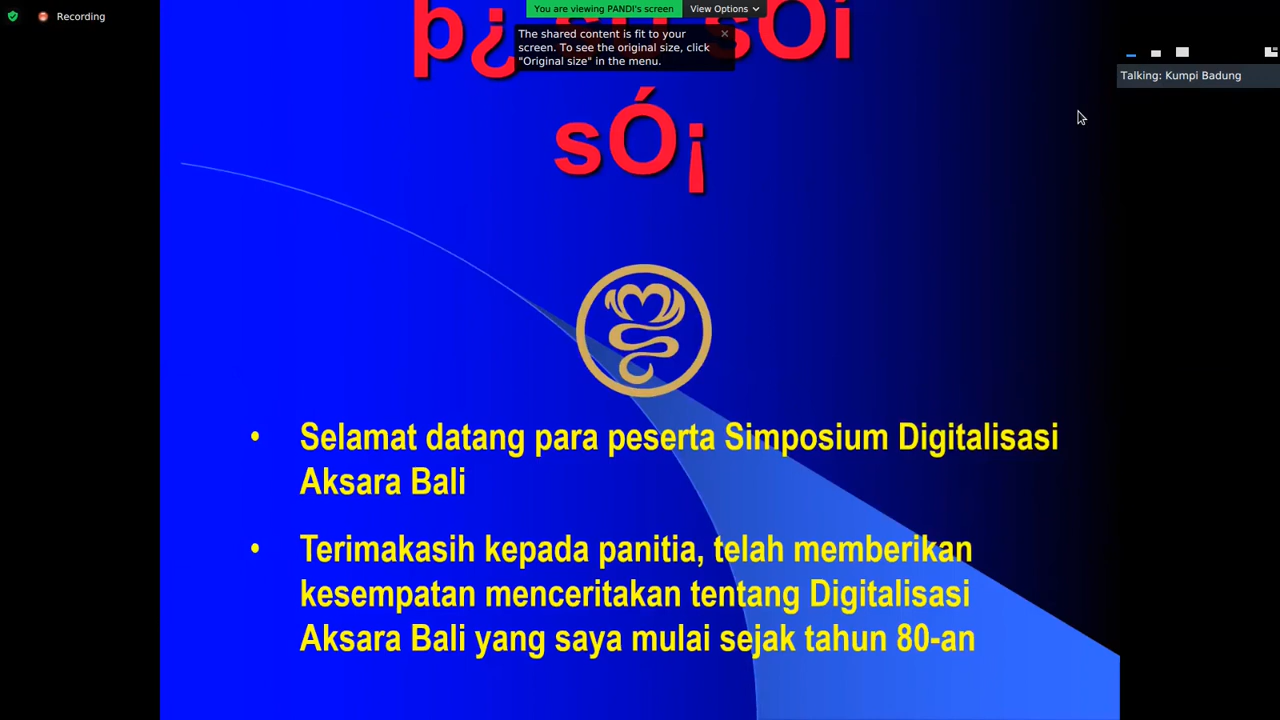 Recording
You are viewing PANDI's screen
View Options
The shared content is fit to your
screen. To see the original size, click
"Original size" in the menu.
Talking: Kumpi Badung
sÓ¡
• Selamat datang para peserta Simposium Digitalisasi
Aksara Bali
• Terimakasih kepada panitia, telah memberikan
kesempatan menceritakan tentang Digitalisasi
Aksara Bali yang saya mulai sejak tahun 80-an